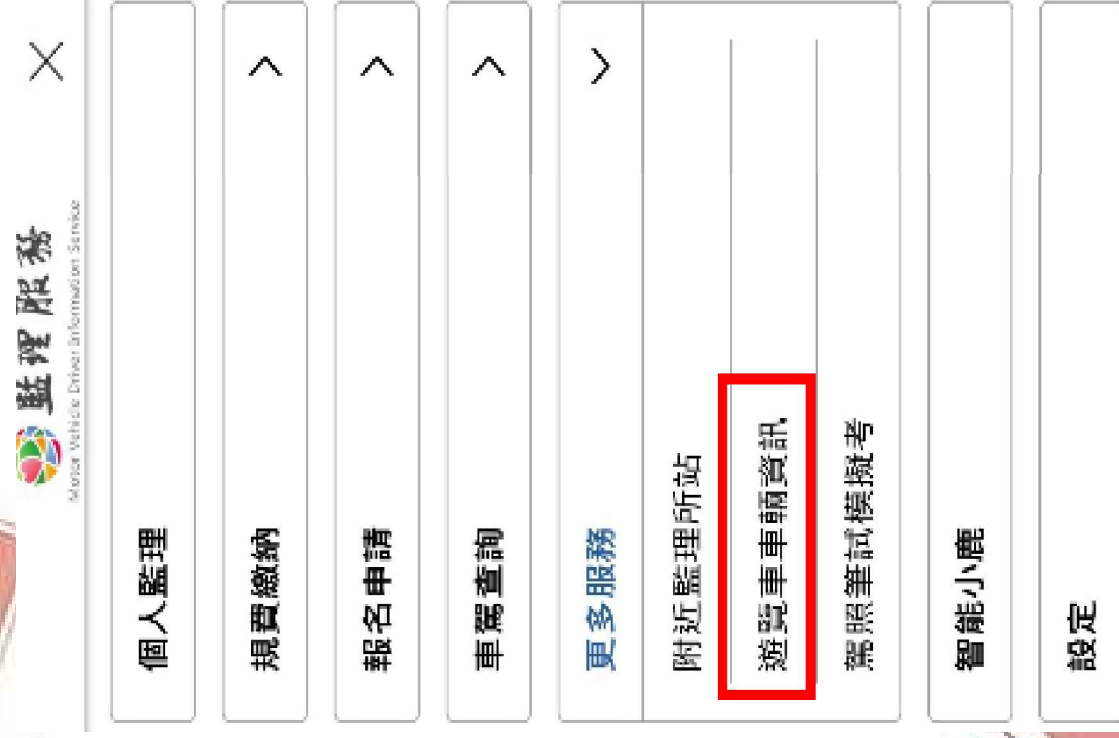 監理服務
Motor Vehicle Driver Information Service
個人監理
規費繳納
報名申請
車駕查詢
更多服務
附近監理所站
遊覽車車輛資訊
駕照筆試模擬考
智能小鹿
設定